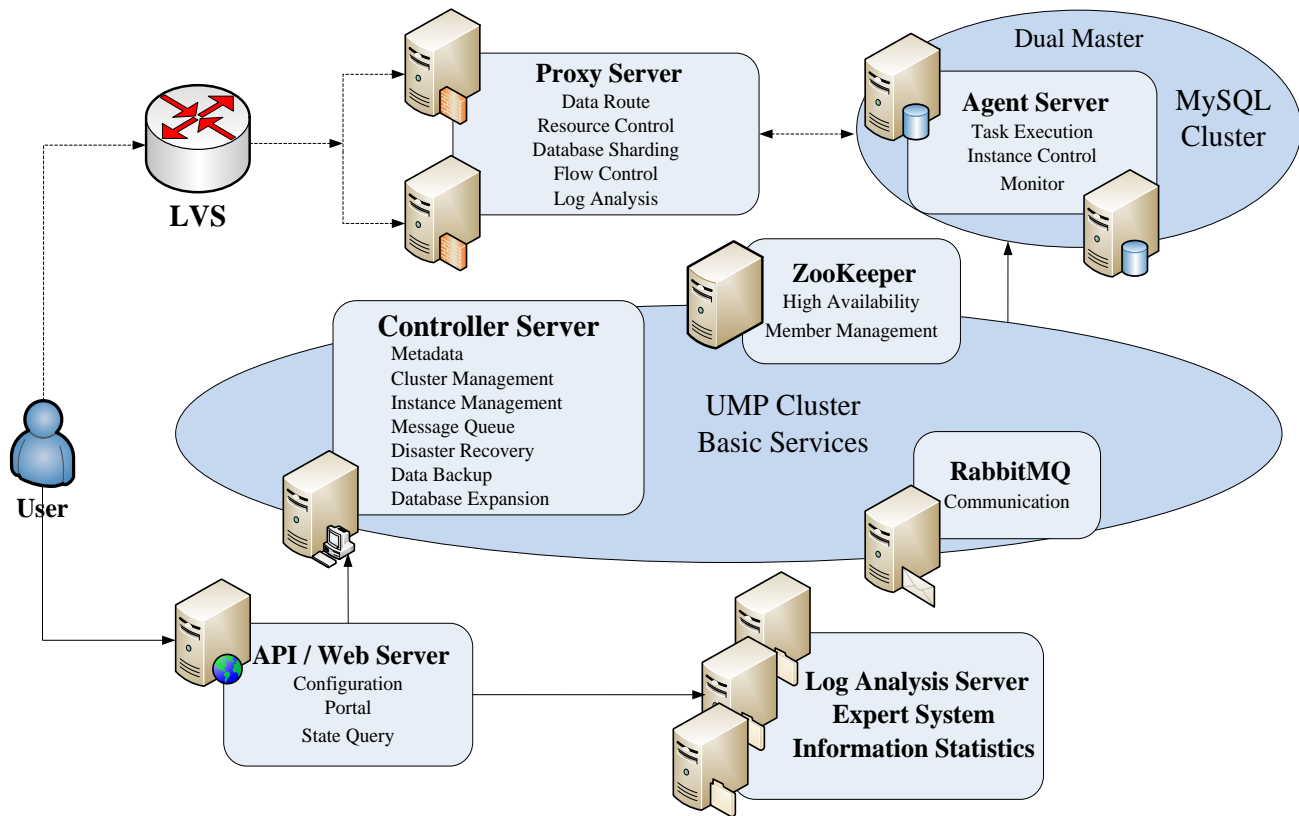 Dual Master
MySQL
Cluster
Proxy Server
Data Route
Resource Control
Database Sharding
Flow Control
Log Analysis
Agent Server
Task Execution
Instance Control
Monitor
LVS
ZooKeeper
High Availability
Member Management
Controller Server
Metadata
Cluster Management
Instance Management
Message Queue
Disaster Recovery
Data Backup
Database Expansion
UMP Cluster
Basic Services
RabbitMQ
Communication
User
API / Web Server
Configuration
Portal
State Query
Log Analysis Server
Expert System
Information Statistics